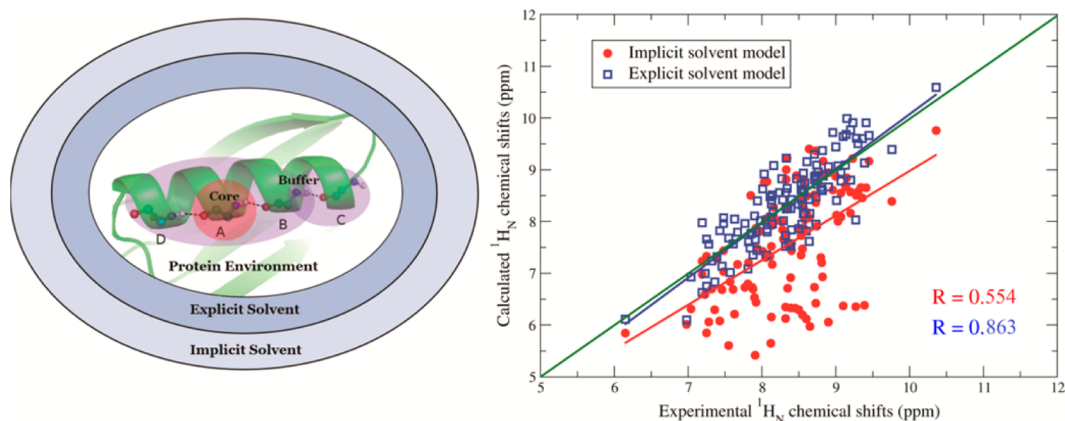 Core
Buffer
D
A
B
C
Protein Environment
Explicit Solvent
Implicit Solvent
Calculated ¹H_N chemical shifts (ppm)
12
11
10
9
8
7
6
5
Implicit solvent model
Explicit solvent model
R = 0.554
R = 0.863
5 6 7 8 9 10 11 12
Experimental ¹H_N chemical shifts (ppm)